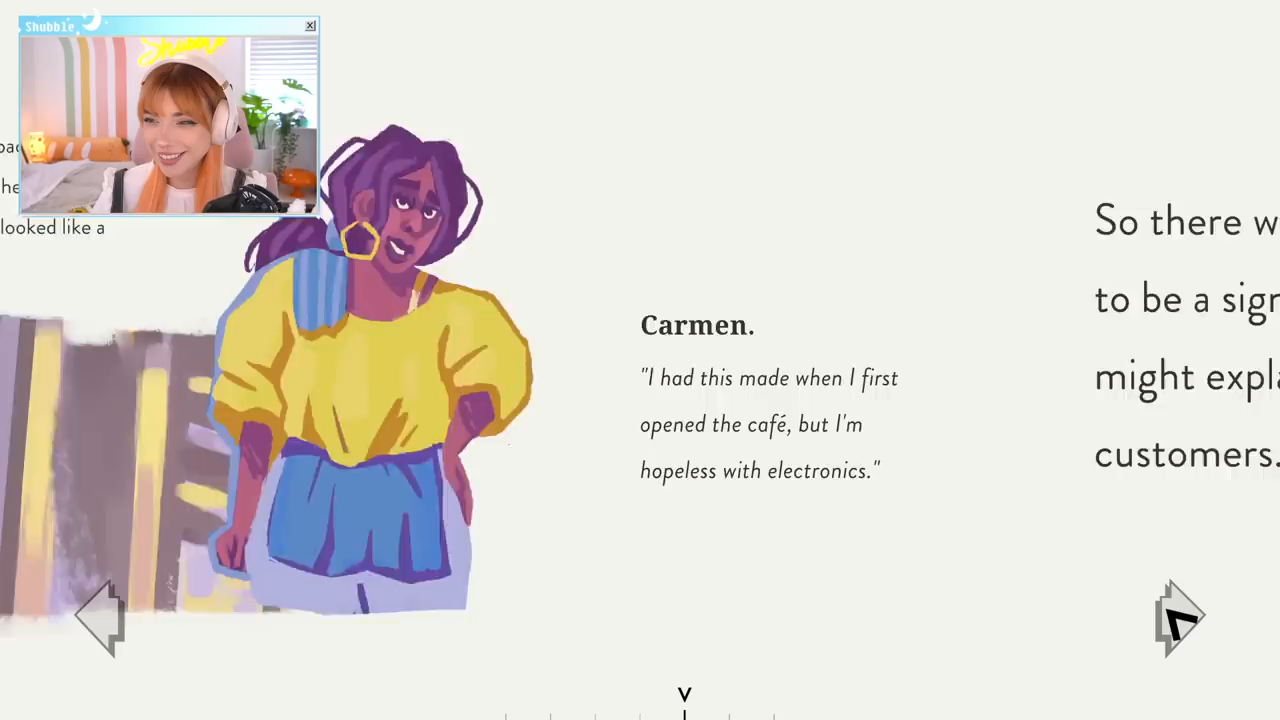 Shubble
Shubble
looked like a
Carmen.
"I had this made when I first
opened the café, but I'm
hopeless with electronics."
So there w
to be a sign
might expla
customers.